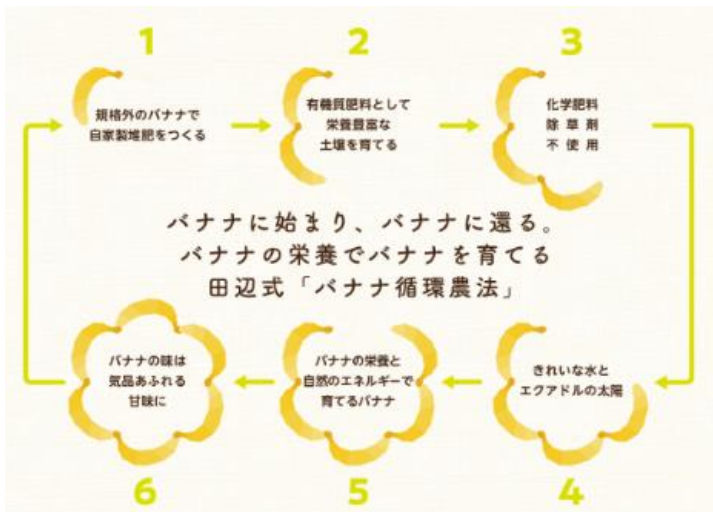 1
規格外のバナナで
自家製堆肥をつくる
2
有機質肥料として
栄養豊富な
土壌を育てる
3
化学肥料
除草剤
不使用
バナナに始まり、バナナに還る。
バナナの栄養でバナナを育てる
田辺式「バナナ循環農法」
きれいな水と
エクアドルの太陽
4
バナナの栄養と
自然のエネルギーで
育てるバナナ
5
バナナの味は
気品あふれる
甘味に
6